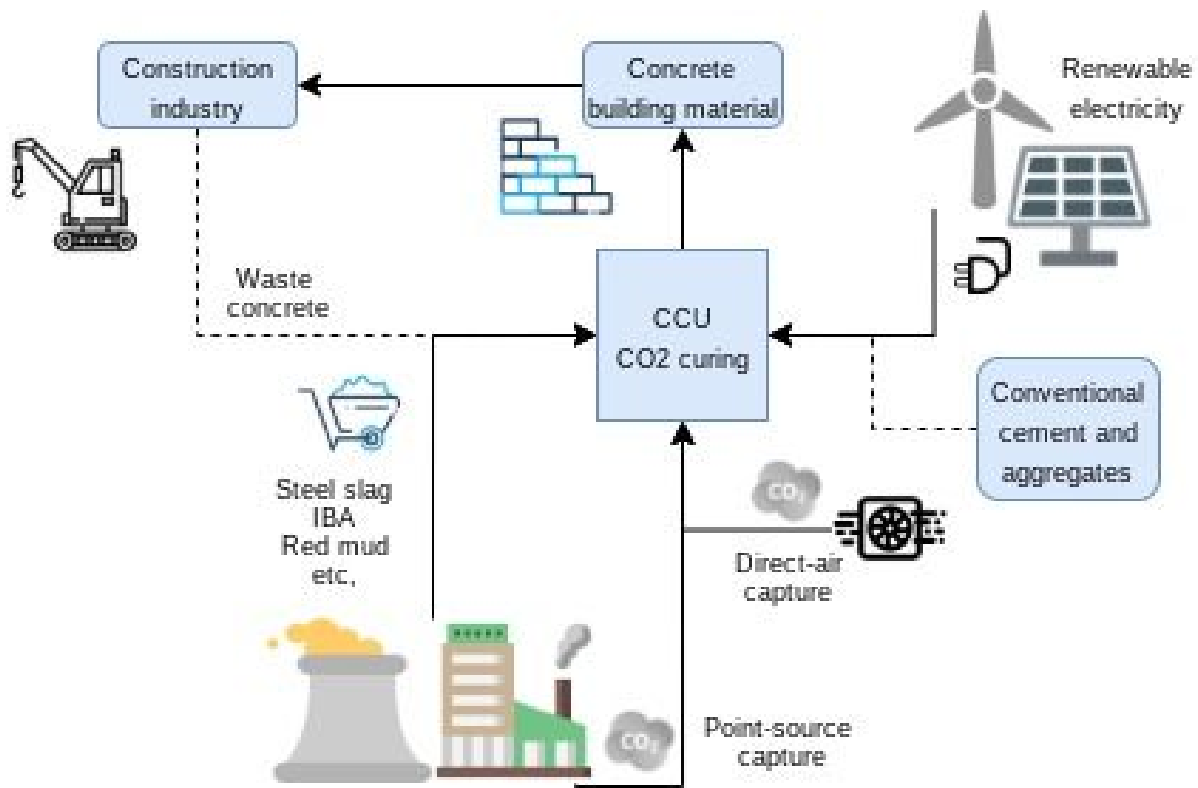 Construction
industry
Concrete
building material
Renewable
electricity
Waste
concrete
CCU
CO2 curing
Conventional
cement and
aggregates
Steel slag
IBA
Red mud
etc,
CO2
Direct-air
capture
CO2
Point-source
capture